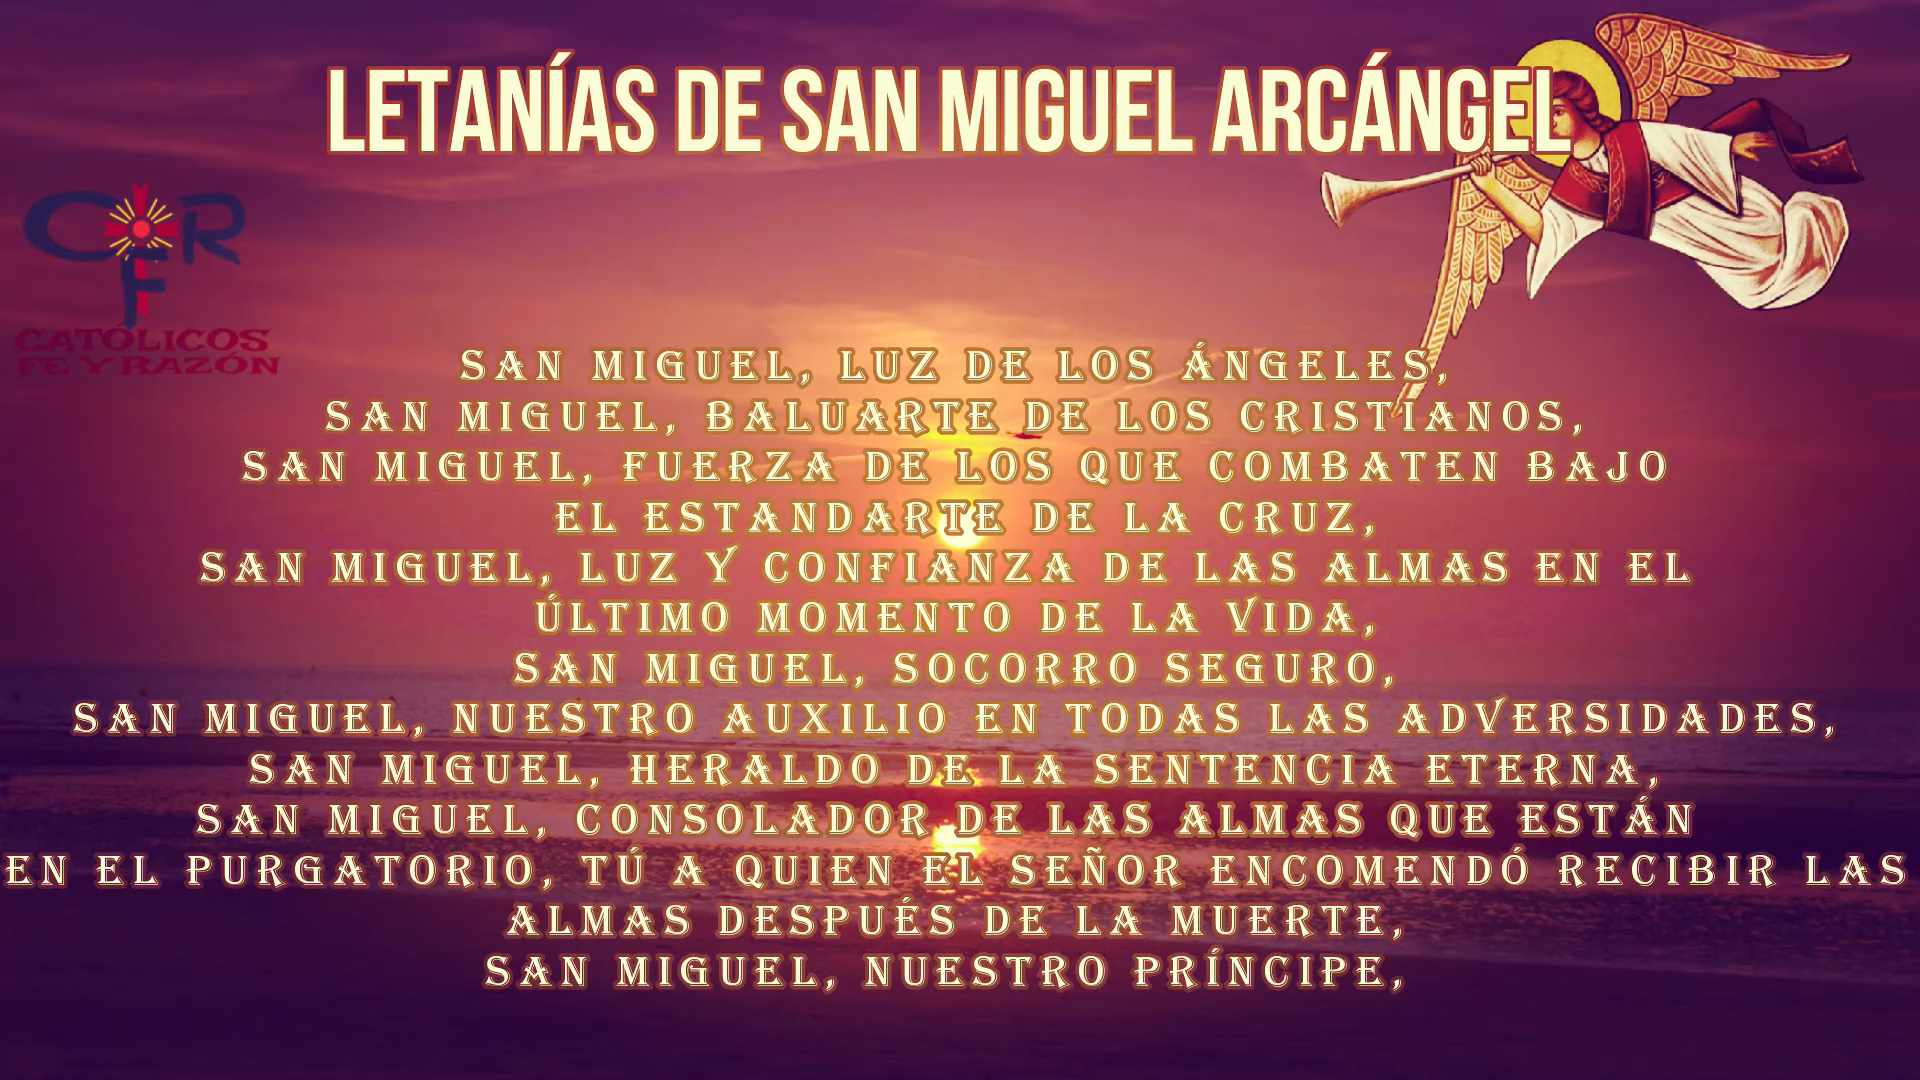 LETANÍAS DE SAN MIGUEL ARCÁNGEL
C R
F
CATÓLICOS
FE Y RAZÓN
SAN MIGUEL, LUZ DE LOS ÁNGELES,
SAN MIGUEL, BALUARTE DE LOS CRISTIANOS,
SAN MIGUEL, FUERZA DE LOS QUE COMBATEN BAJO
EL ESTANDARTE DE LA CRUZ,
SAN MIGUEL, LUZ Y CONFIANZA DE LAS ALMAS EN EL
ÚLTIMO MOMENTO DE LA VIDA,
SAN MIGUEL, SOCORRO SEGURO,
SAN MIGUEL, NUESTRO AUXILIO EN TODAS LAS ADVERSIDADES,
SAN MIGUEL, HERALDO DE LA SENTENCIA ETERNA,
SAN MIGUEL, CONSOLADOR DE LAS ALMAS QUE ESTÁN
EN EL PURGATORIO, TÚ A QUIEN EL SEÑOR ENCOMENDÓ RECIBIR LAS
ALMAS DESPUÉS DE LA MUERTE,
SAN MIGUEL, NUESTRO PRÍNCIPE,